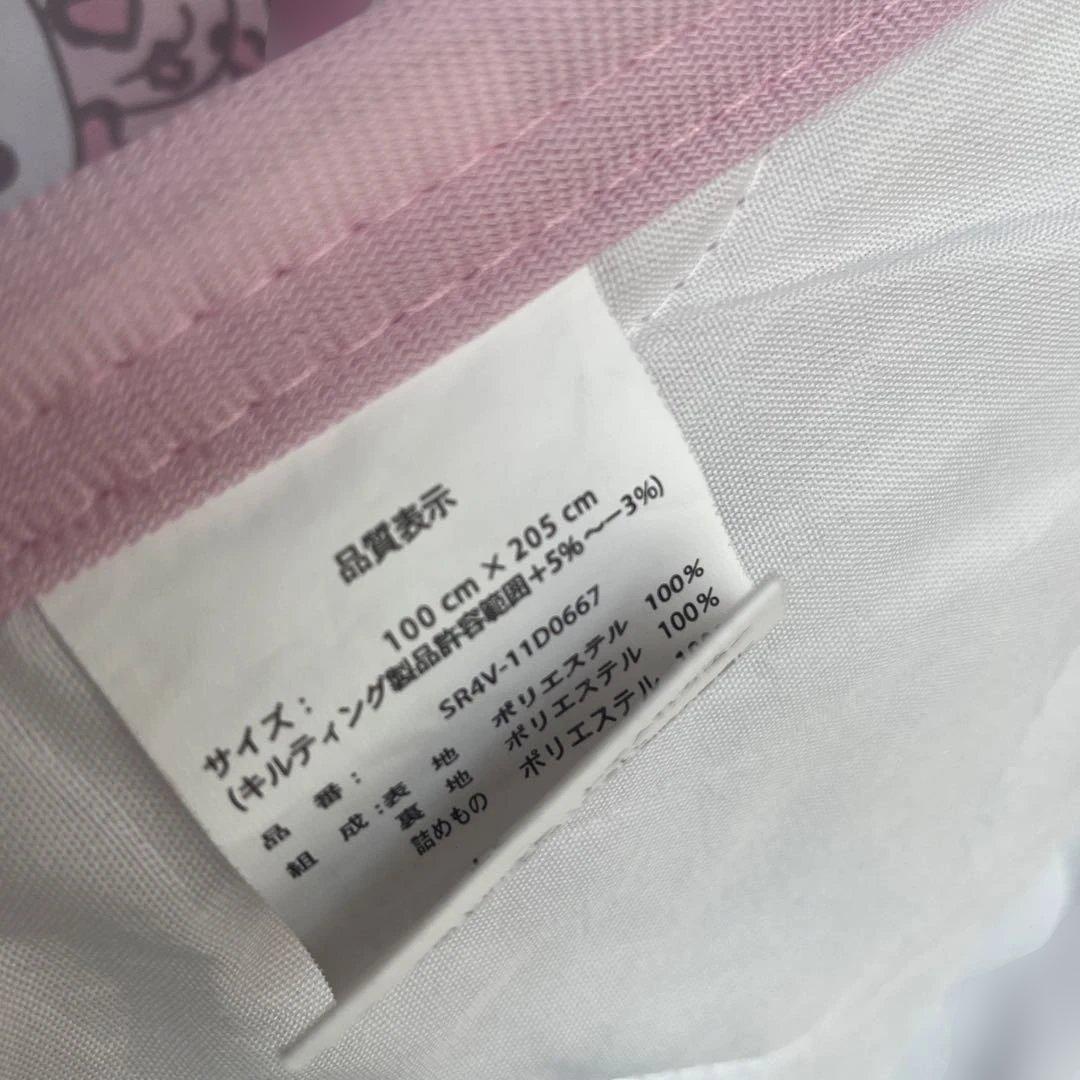 品質表示
サイズ： 100 cm × 205 cm
(キルティング製品許容範囲+5%～ー3%)
品 番： SR4V-11D0667
組 成：表 地 ポリエステル 100%
裏 地 ポリエステル 100%
詰めもの ポリエステル